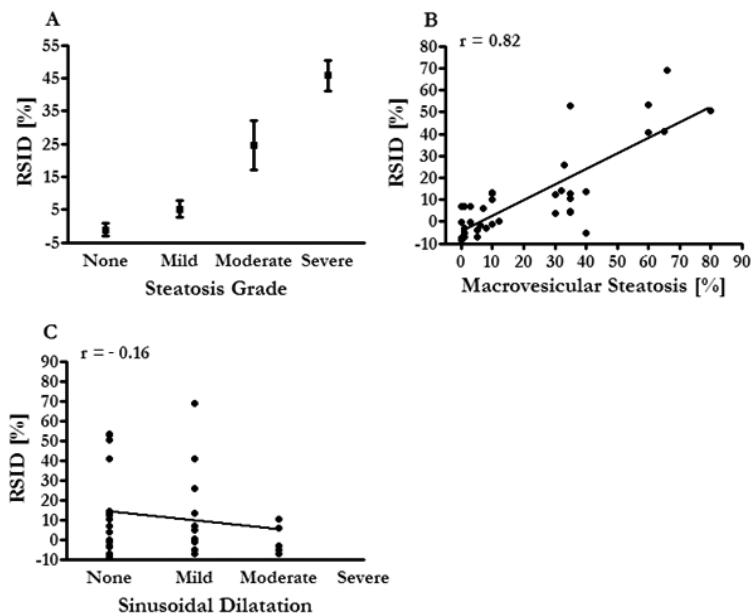 A
RSID [%]
55
45
35
25
15
5
-5
None Mild Moderate Severe
Steatosis Grade
B
r = 0.82
RSID [%]
80
70
60
50
40
30
20
10
0
-10
0 10 20 30 40 50 60 70 80 90
Macrovesicular Steatosis [%]
C
r = - 0.16
RSID [%]
90
80
70
60
50
40
30
20
10
0
-10
None Mild Moderate Severe
Sinusoidal Dilatation